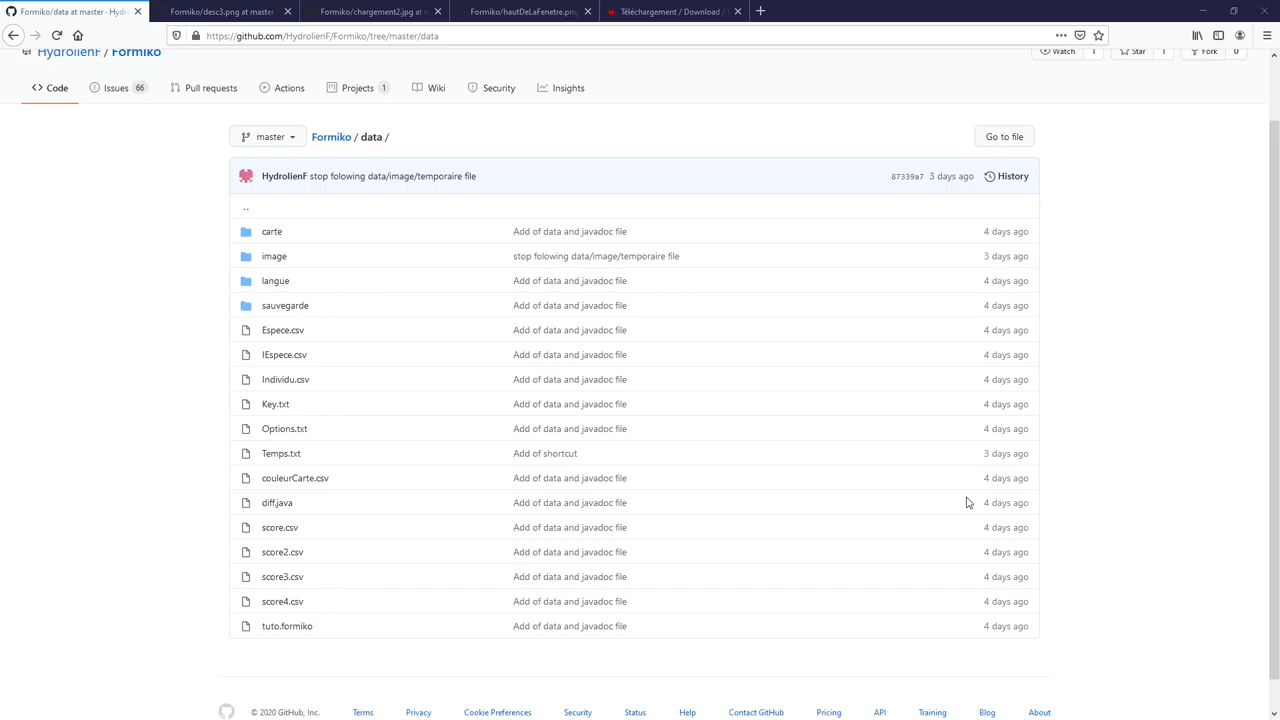 Formiko/data at master · Hydr
Formiko/desc3.png at master
Formiko/chargement2.jpg at m
Formiko/hautDeLaFenetre.png
Téléchargement / Download /
https://github.com/HydrolienF/Formiko/tree/master/data
HydrolienF / Formiko
Watch 1 Star 1 Fork 0
Code Issues 66 Pull requests Actions Projects 1 Wiki Security Insights
master Formiko / data / Go to file
HydrolienF stop folowing data/image/temporaire file 87339a7 3 days ago History
..
carte Add of data and javadoc file 4 days ago
image stop folowing data/image/temporaire file 3 days ago
langue Add of data and javadoc file 4 days ago
sauvegarde Add of data and javadoc file 4 days ago
Espece.csv Add of data and javadoc file 4 days ago
IEspece.csv Add of data and javadoc file 4 days ago
Individu.csv Add of data and javadoc file 4 days ago
Key.txt Add of data and javadoc file 4 days ago
Options.txt Add of data and javadoc file 4 days ago
Temps.txt Add of shortcut 3 days ago
couleurCarte.csv Add of data and javadoc file 4 days ago
diff.java Add of data and javadoc file 4 days ago
score.csv Add of data and javadoc file 4 days ago
score2.csv Add of data and javadoc file 4 days ago
score3.csv Add of data and javadoc file 4 days ago
score4.csv Add of data and javadoc file 4 days ago
tuto.formiko Add of data and javadoc file 4 days ago
© 2020 GitHub, Inc. Terms Privacy Cookie Preferences Security Status Help Contact GitHub Pricing API Training Blog About